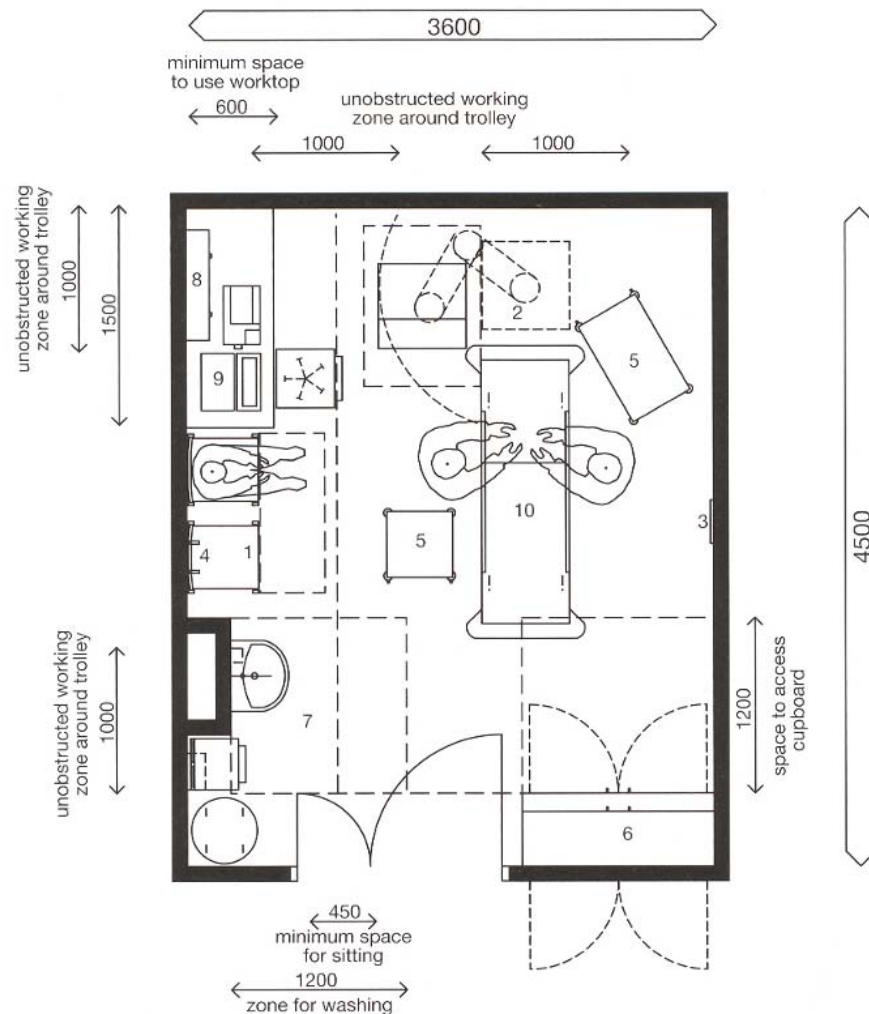 3600
minimum space
to use worktop
600
unobstructed working
zone around trolley
1000
1000
unobstructed working
zone around trolley
1000
1500
8
9
2
5
4500
3
10
5
4
1
unobstructed working
zone around trolley
1000
7
1200
space to access
cupboard
6
450
minimum space
for sitting
1200
zone for washing